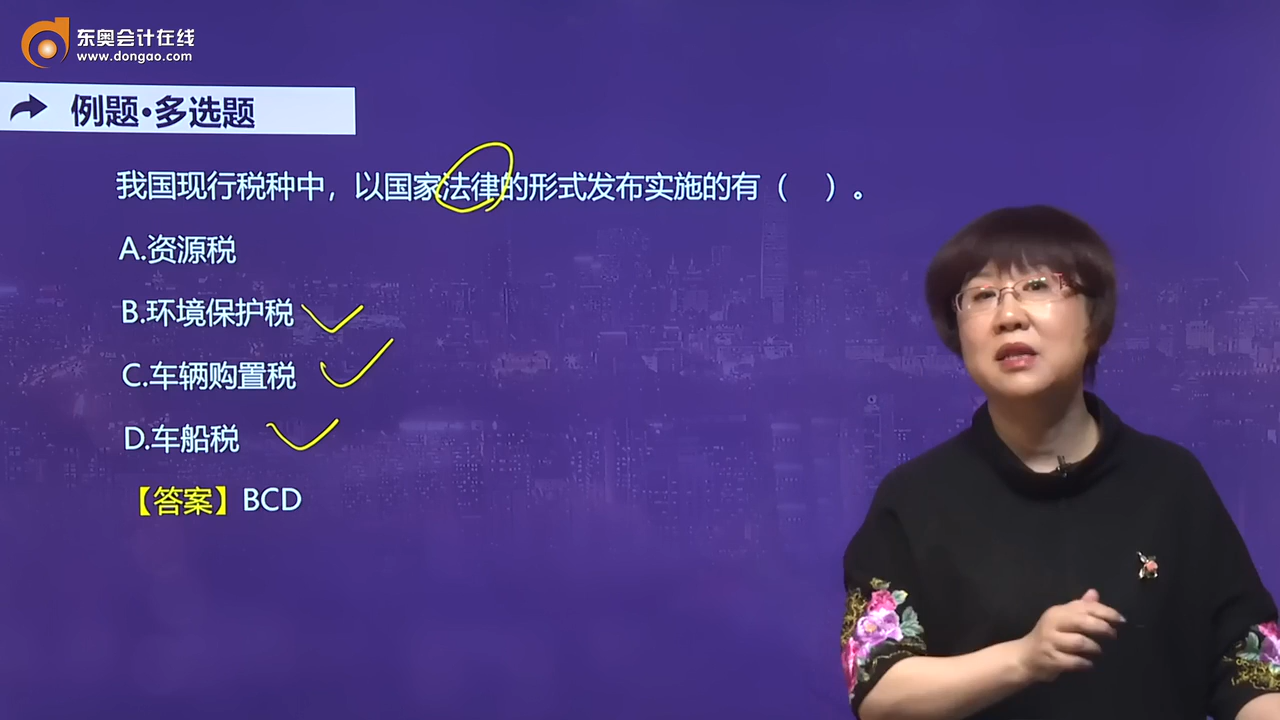 东奥会计在线
www.dongao.com
例题·多选题
我国现行税种中，以国家法律的形式发布实施的有（ ）。
A.资源税
B.环境保护税
C.车辆购置税
D.车船税
【答案】BCD